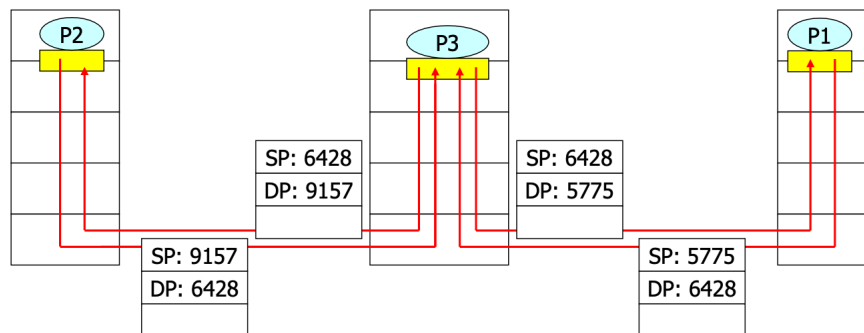 P2
P3
P1
SP: 6428
DP: 9157
SP: 6428
DP: 5775
SP: 9157
DP: 6428
SP: 5775
DP: 6428